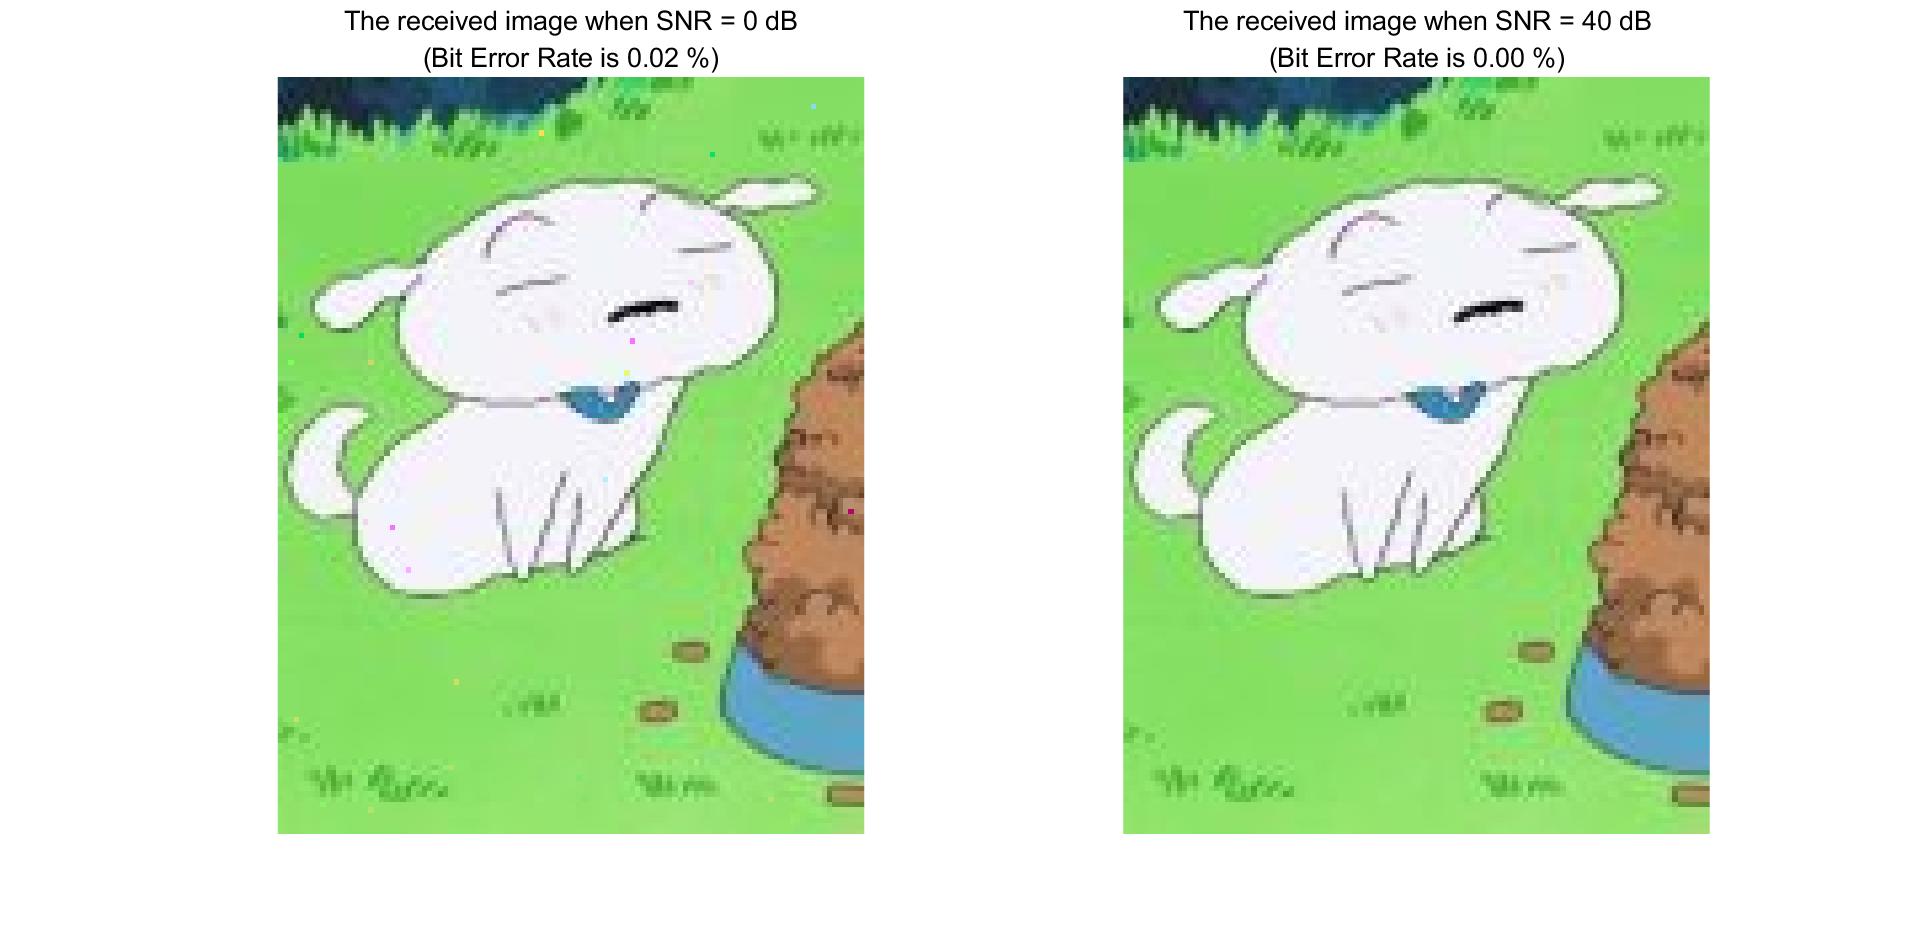 The received image when SNR = 0 dB
(Bit Error Rate is 0.02 %)
The received image when SNR = 40 dB
(Bit Error Rate is 0.00 %)